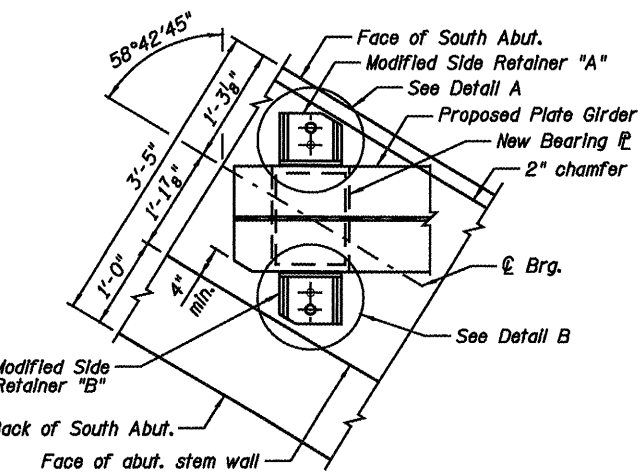 58°42'45"
Face of South Abut.
Modified Side Retainer "A"
See Detail A
Proposed Plate Girder
New Bearing ℙL
2" chamfer
3'-5"
1'-3⅛"
1'-1⅞"
1'-0"
4"
min.
℄ Brg.
See Detail B
Modified Side
Retainer "B"
Back of South Abut.
Face of abut. stem wall